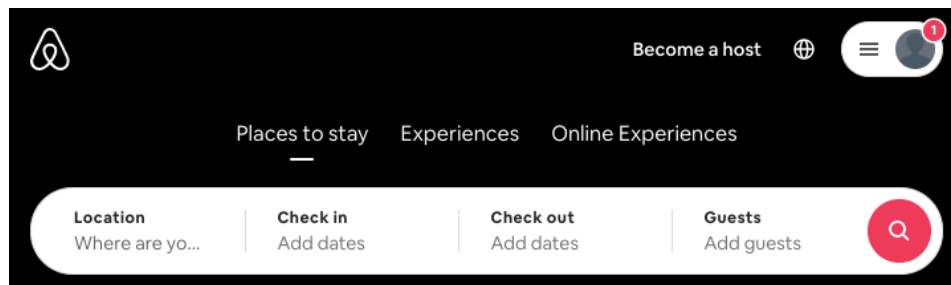 Become a host
1
Places to stay Experiences Online Experiences
Location Check in Check out Guests
Where are yo... Add dates Add dates Add guests